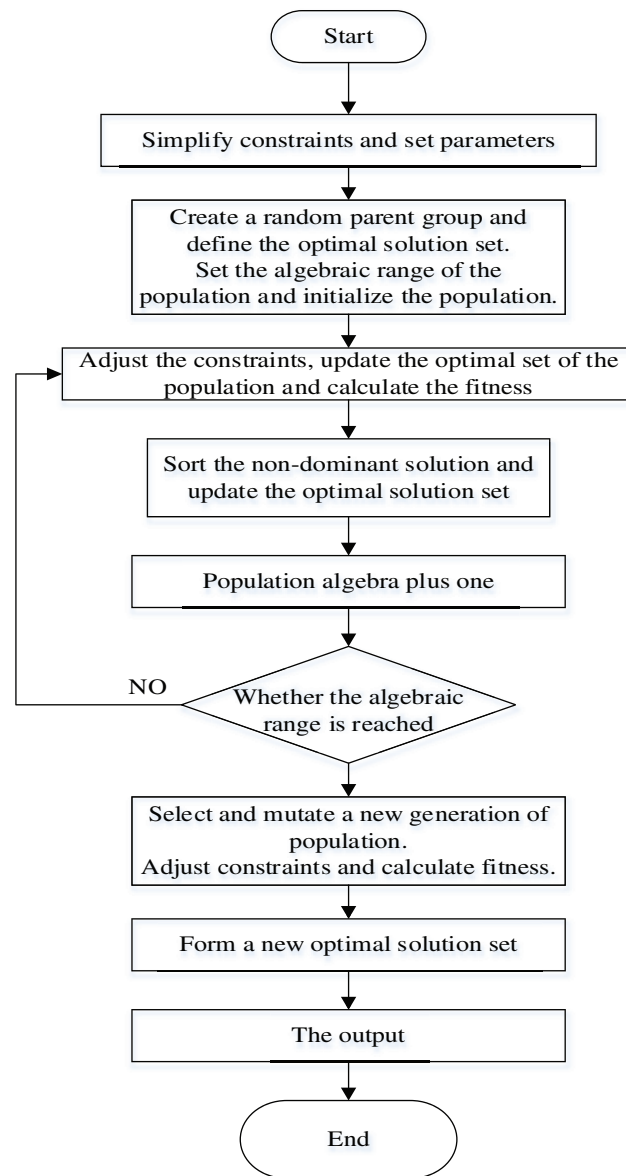 Start
Simplify constraints and set parameters
Create a random parent group and
define the optimal solution set.
Set the algebraic range of the
population and initialize the population.
Adjust the constraints, update the optimal set of the
population and calculate the fitness
Sort the non-dominant solution and
update the optimal solution set
Population algebra plus one
NO
Whether the algebraic
range is reached
Select and mutate a new generation of
population.
Adjust constraints and calculate fitness.
Form a new optimal solution set
The output
End